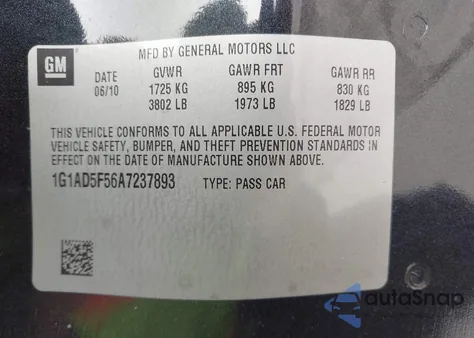 MFD BY GENERAL MOTORS LLC
GM
DATE GVWR GAWR FRT GAWR RR
06/10 1725 KG 895 KG 830 KG
3802 LB 1973 LB 1829 LB
THIS VEHICLE CONFORMS TO ALL APPLICABLE U.S. FEDERAL MOTOR
VEHICLE SAFETY, BUMPER, AND THEFT PREVENTION STANDARDS IN
EFFECT ON THE DATE OF MANUFACTURE SHOWN ABOVE.
1G1AD5F56A7237893 TYPE: PASS CAR
autoSnap